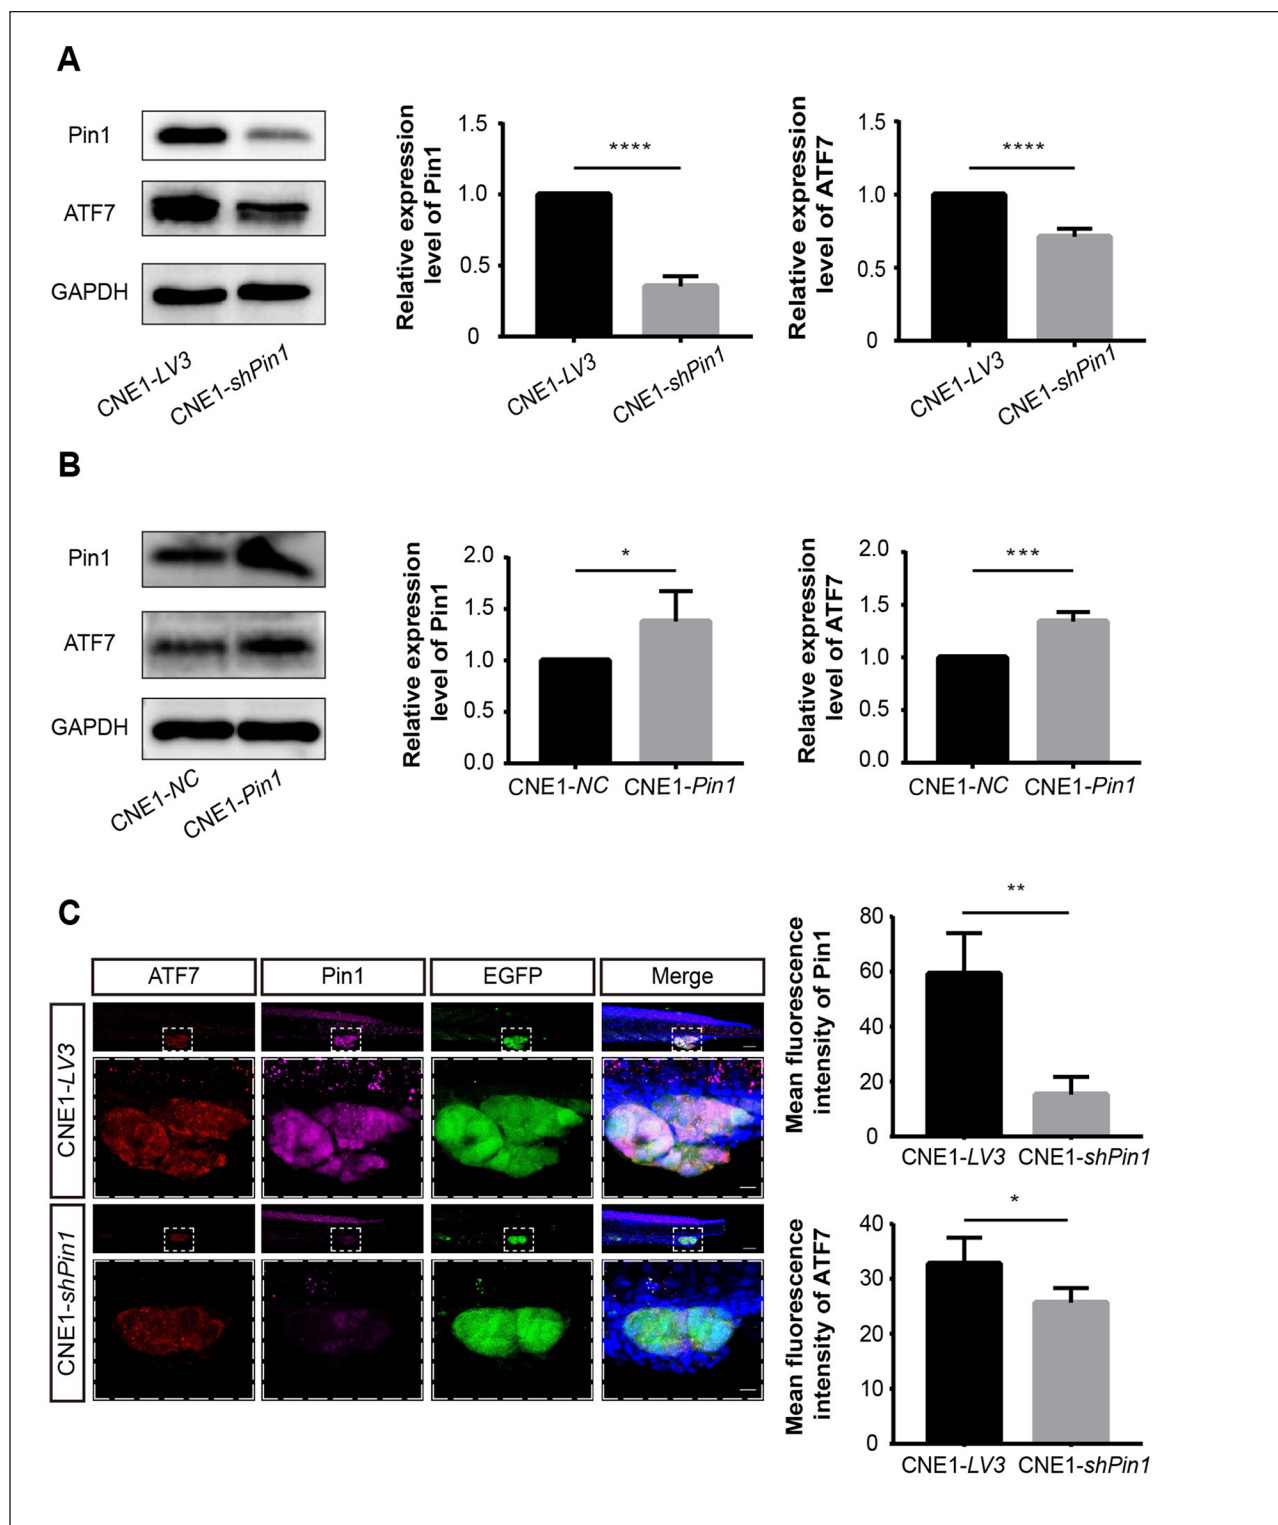 A
Pin1
ATF7
GAPDH
CNE1-LV3
CNE1-shPin1
Relative expression
level of Pin1
1.5
1.0
0.5
0
****
CNE1-LV3
CNE1-shPin1
Relative expression
level of ATF7
1.5
1.0
0.5
0
****
CNE1-LV3
CNE1-shPin1
B
Pin1
ATF7
GAPDH
CNE1-NC
CNE1-Pin1
Relative expression
level of Pin1
2.0
1.5
1.0
0.5
0.0
*
CNE1-NC CNE1-Pin1
Relative expression
level of ATF7
2.0
1.5
1.0
0.5
0.0
***
CNE1-NC CNE1-Pin1
C
ATF7 Pin1 EGFP Merge
CNE1-LV3
CNE1-shPin1
Mean fluorescence
intensity of Pin1
80
60
40
20
0
**
CNE1-LV3 CNE1-shPin1
Mean fluorescence
intensity of ATF7
40
30
20
10
0
*
CNE1-LV3 CNE1-shPin1